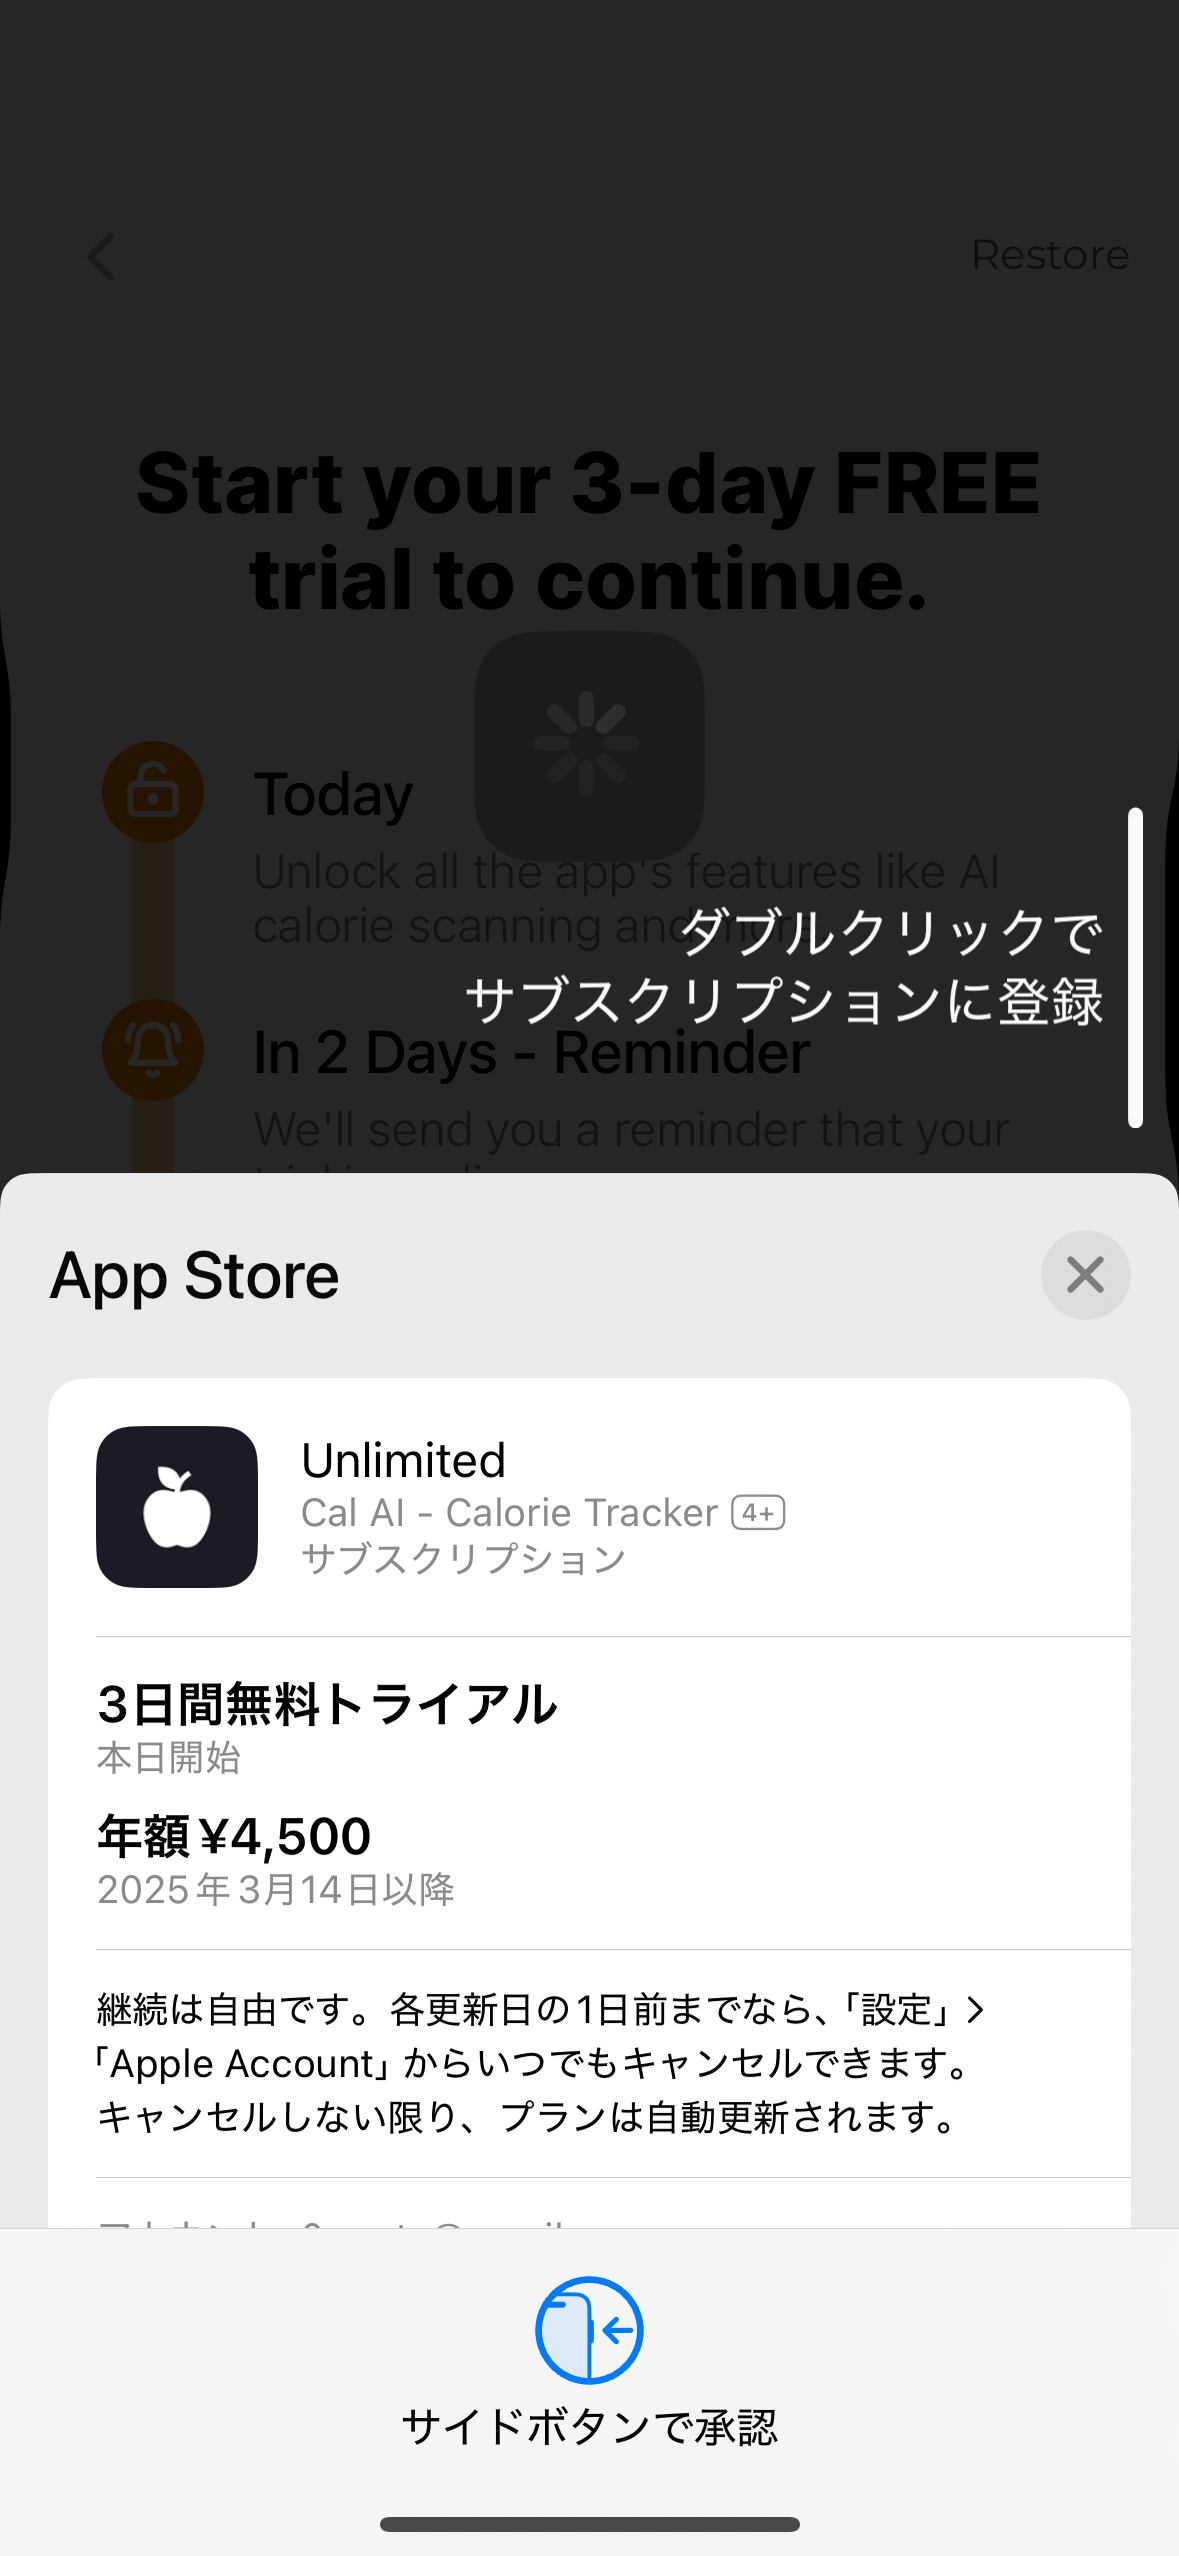 Restore
Start your 3-day FREE
trial to continue.
Today
Unlock all the app's features like AI
calorie scanning and more
ダブルクリックで
サブスクリプションに登録
In 2 Days - Reminder
We'll send you a reminder that your
App Store
Unlimited
Cal AI - Calorie Tracker 4+
サブスクリプション
3日間無料トライアル
本日開始
年額¥4,500
2025年3月14日以降
継続は自由です。各更新日の1日前までなら、「設定」>
「Apple Account」からいつでもキャンセルできます。
キャンセルしない限り、プランは自動更新されます。
サイドボタンで承認